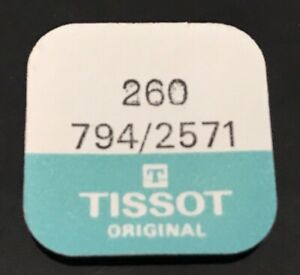 260
794/2571
T
TISSOT
ORIGINAL